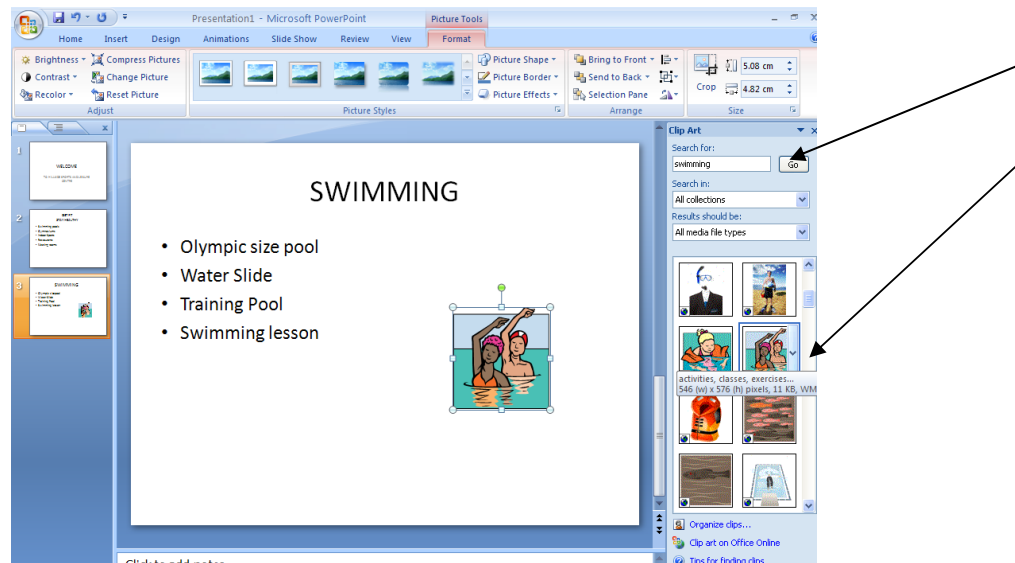 Presentation1 - Microsoft PowerPoint
Picture Tools
Home Insert Design Animations Slide Show Review View Format
Brightness
Compress Pictures
Contrast
Change Picture
Recolor
Reset Picture
Adjust
Picture Styles
Picture Shape
Picture Border
Picture Effects
Bring to Front
Send to Back
Selection Pane
Arrange
Crop
5.08 cm
4.82 cm
Size
1
WELCOME
2
3
SWIMMING
SWIMMING
• Olympic size pool
• Water Slide
• Training Pool
• Swimming lesson
Clip Art
Search for:
swimming
Go
Search in:
All collections
Results should be:
All media file types
activities, classes, exercises...
546 (w) x 576 (h) pixels, 11 KB, WM
Organize clips...
Clip art on Office Online
Tips for finding clips
Click to add notes